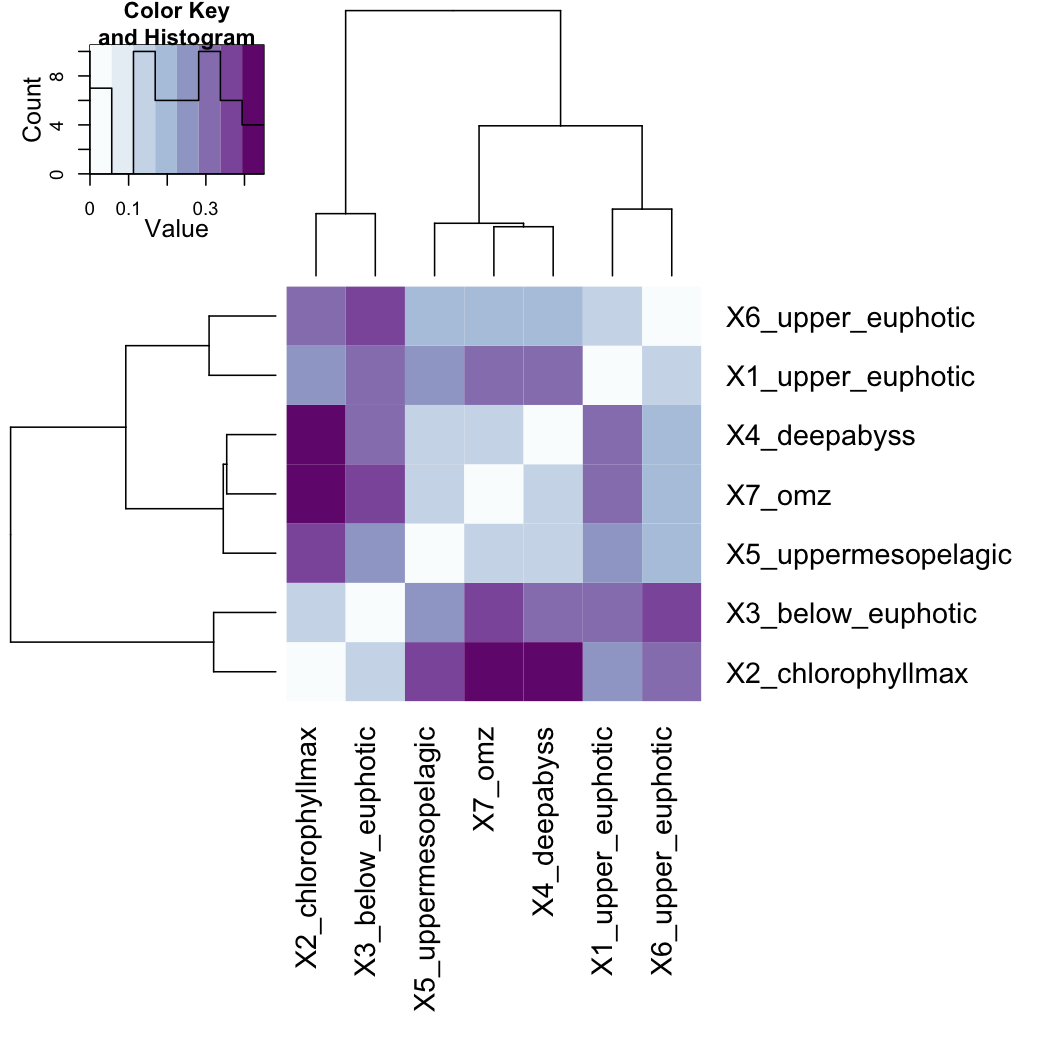 Color Key
and Histogram
Count
0
4
8
0
0.1
0.3
Value
X6_upper_euphotic
X1_upper_euphotic
X4_deepabyss
X7_omz
X5_uppermesopelagic
X3_below_euphotic
X2_chlorophyllmax
X2_chlorophyllmax
X3_below_euphotic
X5_uppermesopelagic
X7_omz
X4_deepabyss
X1_upper_euphotic
X6_upper_euphotic